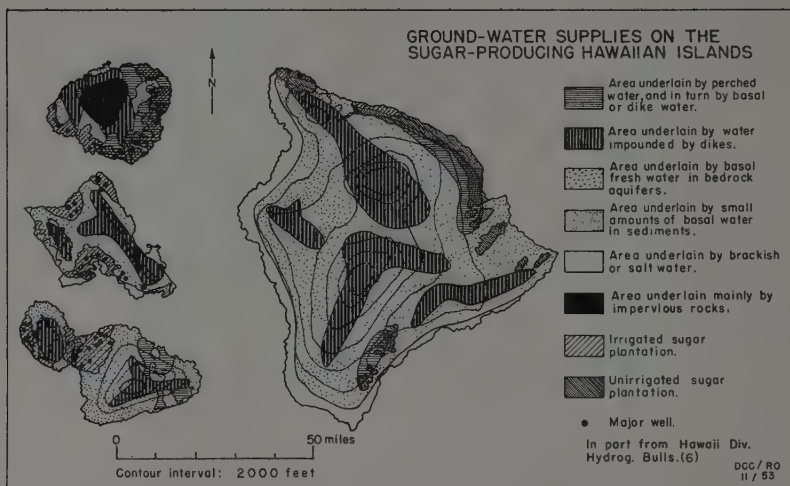 GROUND-WATER SUPPLIES ON THE
SUGAR-PRODUCING HAWAIIAN ISLANDS
N
Area underlain by perched
water, and in turn by basal
or dike water.
Area underlain by water
impounded by dikes.
Area underlain by basal
fresh water in bedrock
aquifers.
Area underlain by small
amounts of basal water
in sediments.
Area underlain by brackish
or salt water.
Area underlain mainly by
impervious rocks.
Irrigated sugar
plantation.
Unirrigated sugar
plantation.
Major well.
In part from Hawaii Div.
Hydrog. Bulls.(6)
DCC/RO
11/53
0 50 miles
Contour interval: 2000 feet